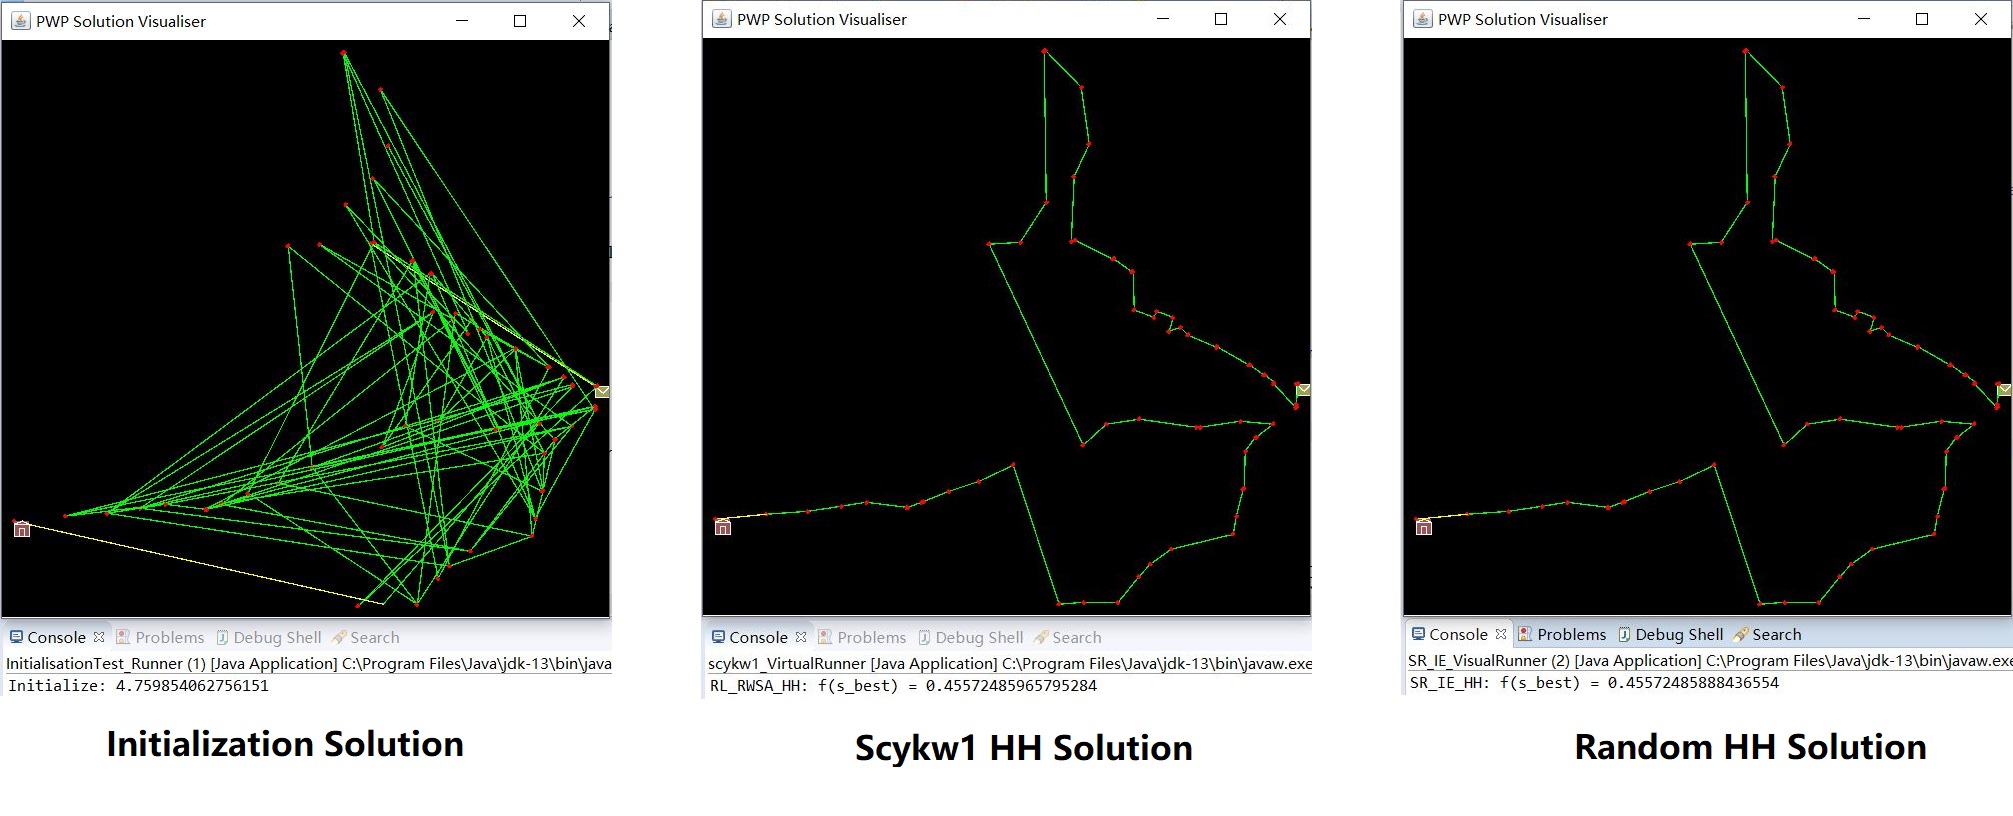 PWP Solution Visualiser
Console Problems Debug Shell Search
InitialisationTest_Runner (1) [Java Application] C:\Program Files\Java\jdk-13\bin\java
Initialize: 4.759854062756151
Initialization Solution
PWP Solution Visualiser
Console Problems Debug Shell Search
scykw1_VirtualRunner [Java Application] C:\Program Files\Java\jdk-13\bin\javaw.exe
RL_RWSA_HH: f(s_best) = 0.45572485965795284
Scykw1 HH Solution
PWP Solution Visualiser
Console Problems Debug Shell Search
SR_IE_VisualRunner (2) [Java Application] C:\Program Files\Java\jdk-13\bin\javaw.exe
SR_IE_HH: f(s_best) = 0.45572485888436554
Random HH Solution